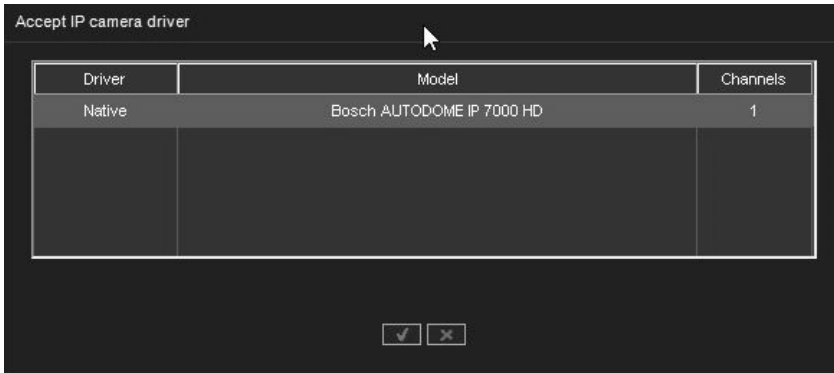 Accept IP camera driver
Driver Model Channels
Native Bosch AUTODOME IP 7000 HD 1